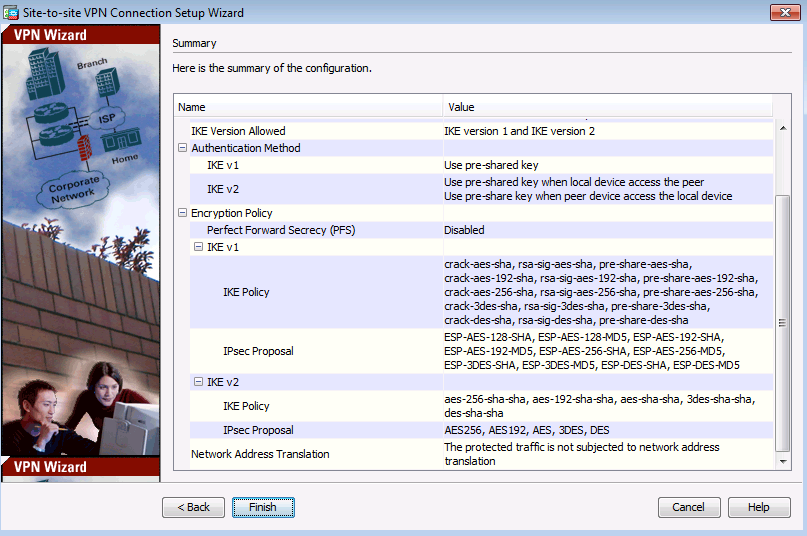 Site-to-site VPN Connection Setup Wizard
VPN Wizard
Branch
ISP
Home
Corporate
Network
VPN Wizard
Summary
Here is the summary of the configuration.
Name Value
IKE Version Allowed IKE version 1 and IKE version 2
Authentication Method
IKE v1 Use pre-shared key
IKE v2 Use pre-shared key when local device access the peer
Use pre-share key when peer device access the local device
Encryption Policy
Perfect Forward Secrecy (PFS) Disabled
IKE v1
IKE Policy crack-aes-sha, rsa-sig-aes-sha, pre-share-aes-sha,
crack-aes-192-sha, rsa-sig-aes-192-sha, pre-share-aes-192-sha,
crack-aes-256-sha, rsa-sig-aes-256-sha, pre-share-aes-256-sha,
crack-3des-sha, rsa-sig-3des-sha, pre-share-3des-sha,
crack-des-sha, rsa-sig-des-sha, pre-share-des-sha
IPsec Proposal ESP-AES-128-SHA, ESP-AES-128-MD5, ESP-AES-192-SHA,
ESP-AES-192-MD5, ESP-AES-256-SHA, ESP-AES-256-MD5,
ESP-3DES-SHA, ESP-3DES-MD5, ESP-DES-SHA, ESP-DES-MD5
IKE v2
IKE Policy aes-256-sha-sha, aes-192-sha-sha, aes-sha-sha, 3des-sha-sha,
des-sha-sha
IPsec Proposal AES256, AES192, AES, 3DES, DES
Network Address Translation The protected traffic is not subjected to network address
translation
< Back Finish Cancel Help